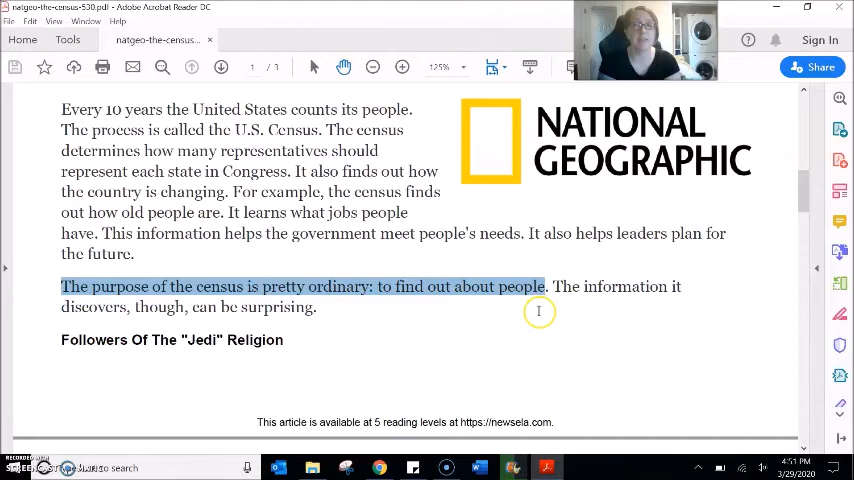 natgeo-the-census-530.pdf - Adobe Acrobat Reader DC
File Edit View Window Help
Home Tools natgeo-the-census... × Sign In
1 / 3 125% Share
Every 10 years the United States counts its people.
The process is called the U.S. Census. The census
determines how many representatives should
represent each state in Congress. It also finds out how
the country is changing. For example, the census finds
out how old people are. It learns what jobs people
have. This information helps the government meet people's needs. It also helps leaders plan for
the future.
NATIONAL
GEOGRAPHIC
The purpose of the census is pretty ordinary: to find out about people. The information it
discovers, though, can be surprising.
Followers Of The "Jedi" Religion
This article is available at 5 reading levels at https://newsela.com.
RECORDED WITH
to search
4:51 PM
3/29/2020